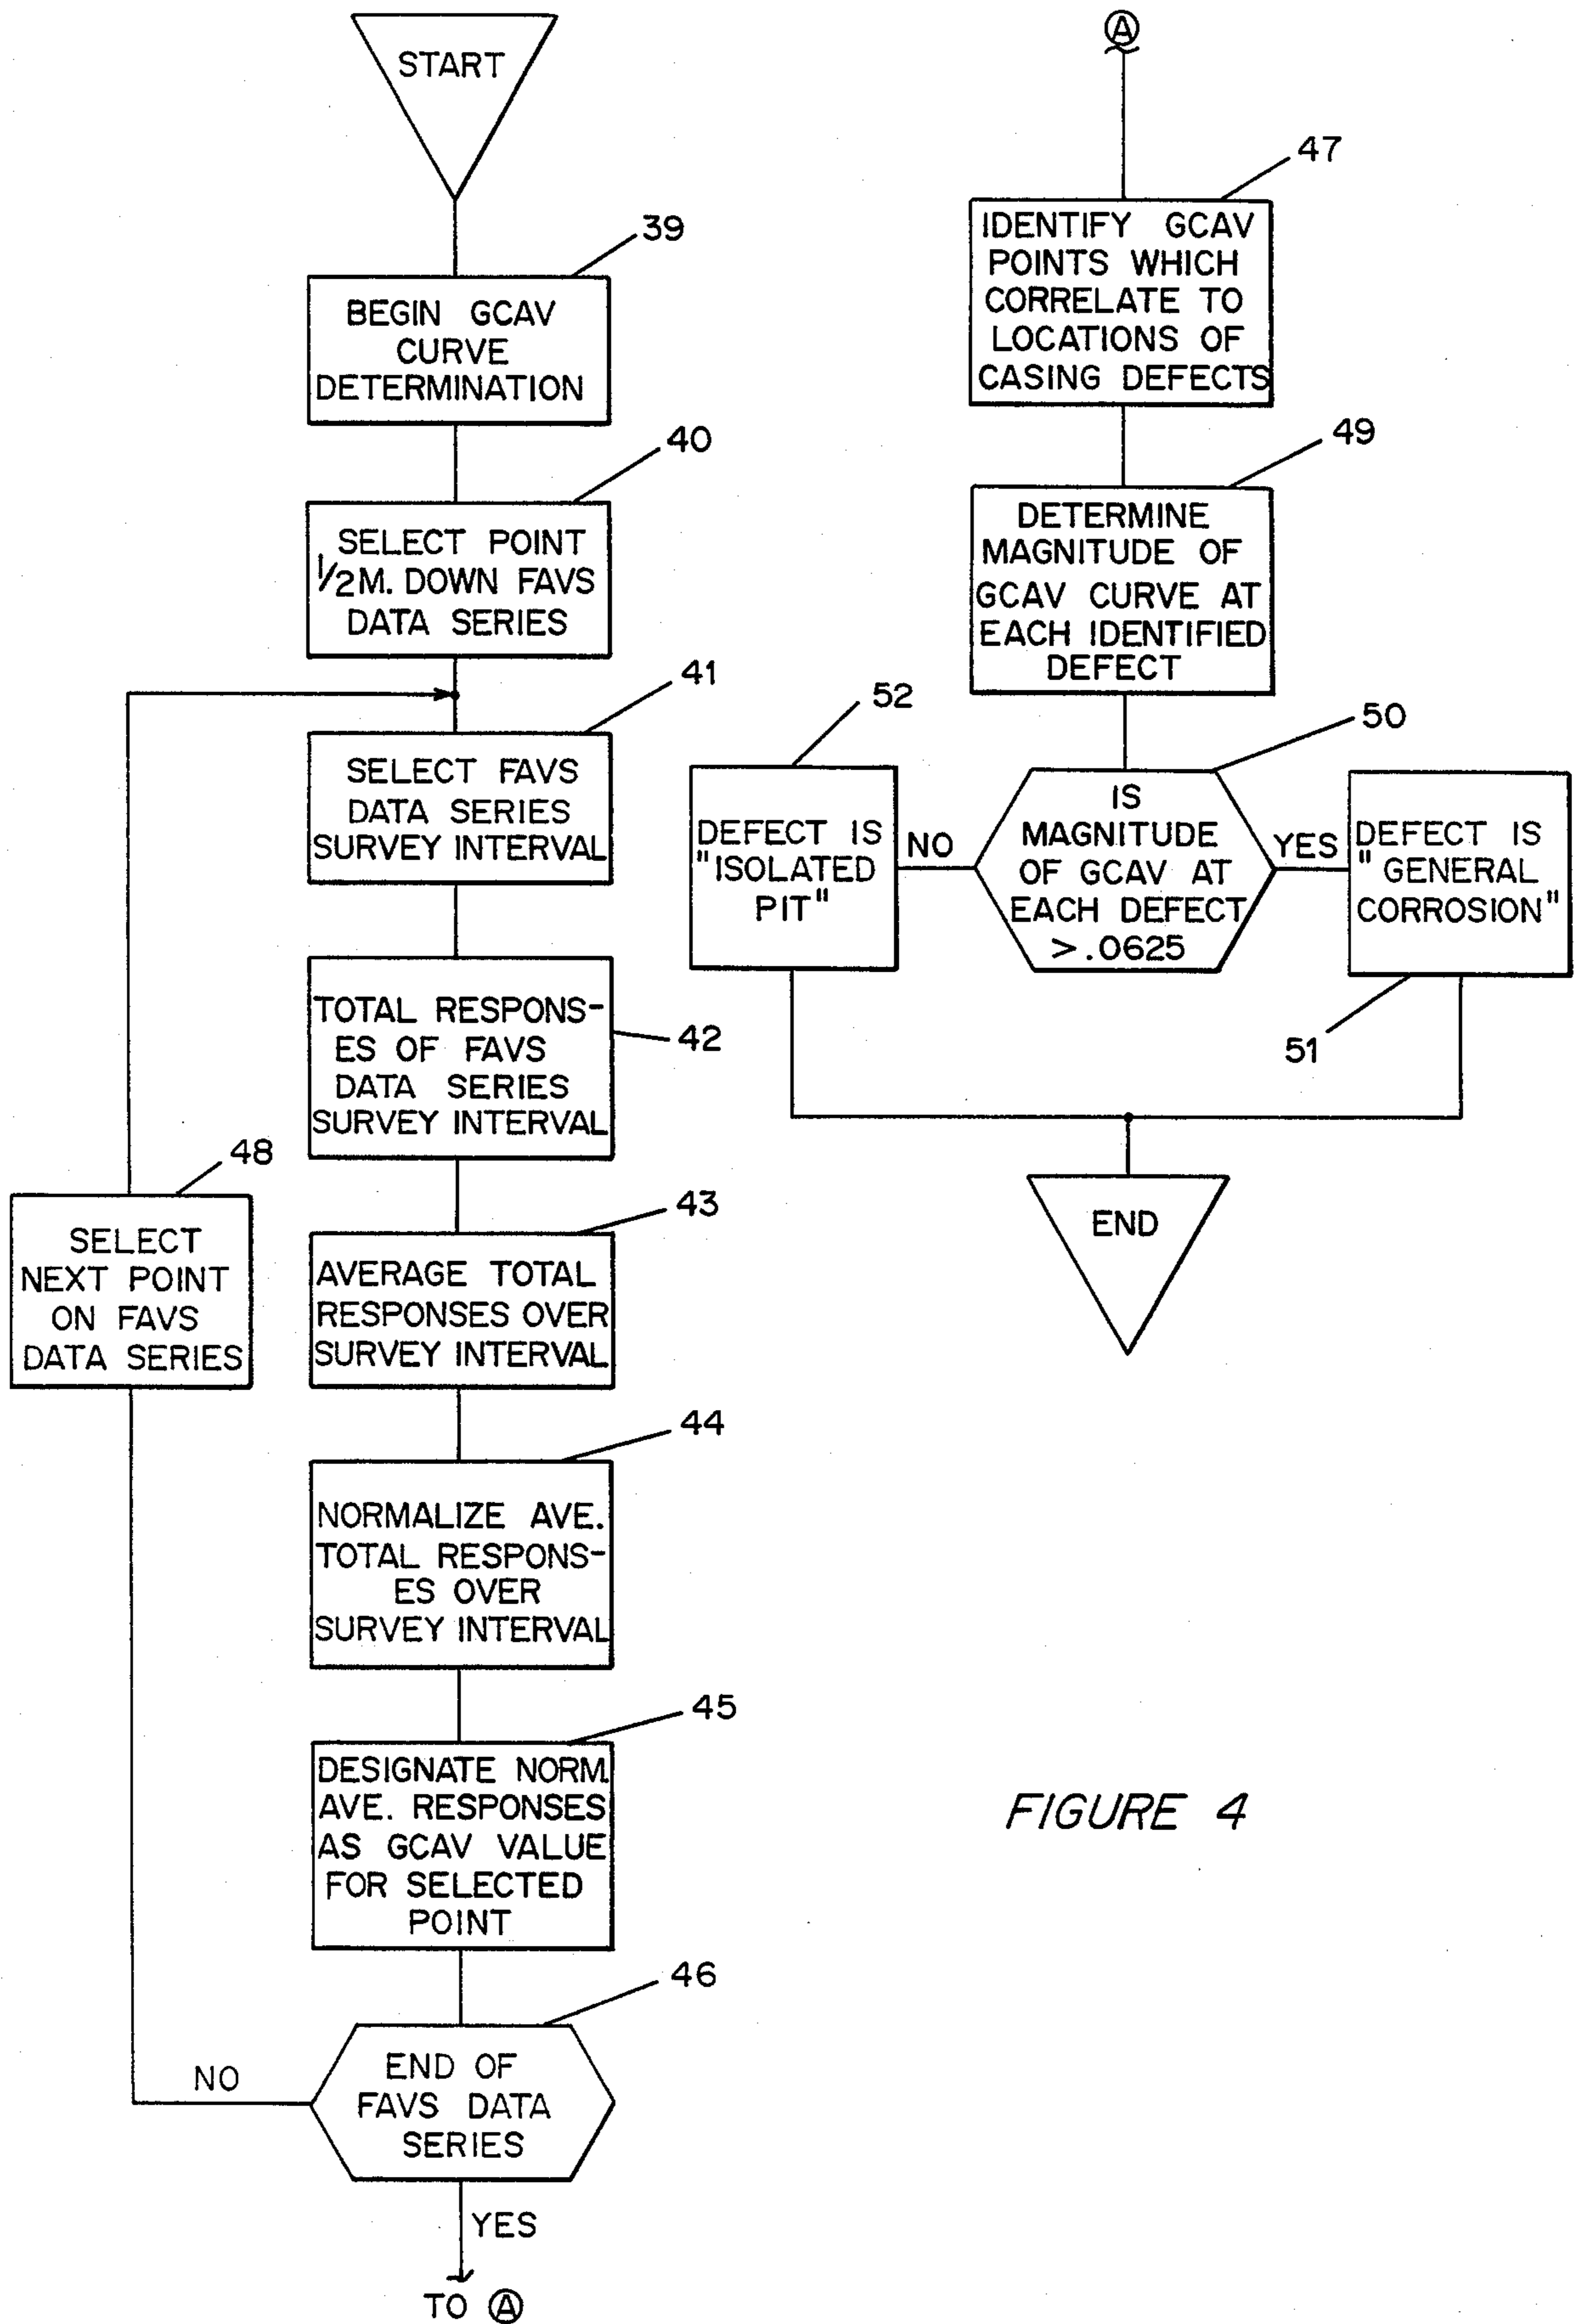 START
39
BEGIN GCAV
CURVE
DETERMINATION
40
SELECT POINT
1/2M. DOWN FAVS
DATA SERIES
41
SELECT FAVS
DATA SERIES
SURVEY INTERVAL
42
TOTAL RESPONS-
ES OF FAVS
DATA SERIES
SURVEY INTERVAL
43
AVERAGE TOTAL
RESPONSES OVER
SURVEY INTERVAL
44
NORMALIZE AVE.
TOTAL RESPONS-
ES OVER
SURVEY INTERVAL
45
DESIGNATE NORM.
AVE. RESPONSES
AS GCAV VALUE
FOR SELECTED
POINT
46
END OF
FAVS DATA
SERIES
NO
48
SELECT
NEXT POINT
ON FAVS
DATA SERIES
YES
TO Ⓐ
Ⓐ
47
IDENTIFY GCAV
POINTS WHICH
CORRELATE TO
LOCATIONS OF
CASING DEFECTS
49
DETERMINE
MAGNITUDE OF
GCAV CURVE AT
EACH IDENTIFIED
DEFECT
50
IS
MAGNITUDE
OF GCAV AT
EACH DEFECT
>.0625
NO
52
DEFECT IS
"ISOLATED
PIT"
YES
DEFECT IS
"GENERAL
CORROSION"
51
END
FIGURE 4